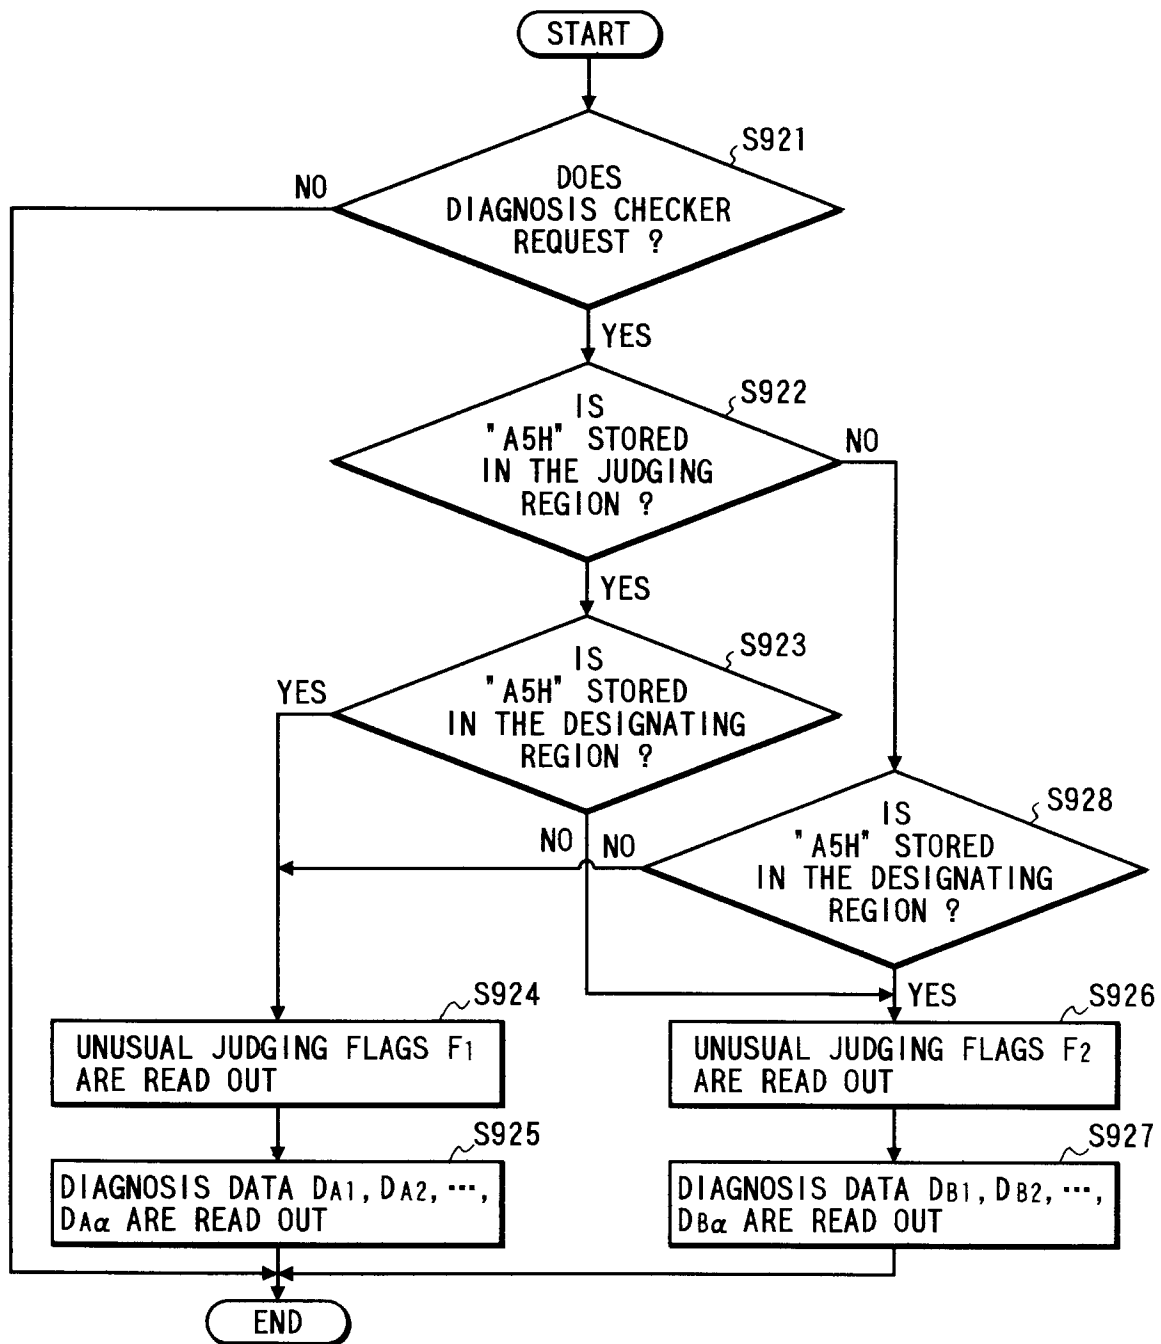 START
S921
DOES
DIAGNOSIS CHECKER
REQUEST ?
NO
YES
S922
IS
"A5H" STORED
IN THE JUDGING
REGION ?
NO
YES
S923
IS
"A5H" STORED
IN THE DESIGNATING
REGION ?
YES
NO
S928
IS
"A5H" STORED
IN THE DESIGNATING
REGION ?
NO
YES
S924
UNUSUAL JUDGING FLAGS F1
ARE READ OUT
S925
DIAGNOSIS DATA DA1, DA2, ···,
DAα ARE READ OUT
S926
UNUSUAL JUDGING FLAGS F2
ARE READ OUT
S927
DIAGNOSIS DATA DB1, DB2, ···,
DBα ARE READ OUT
END